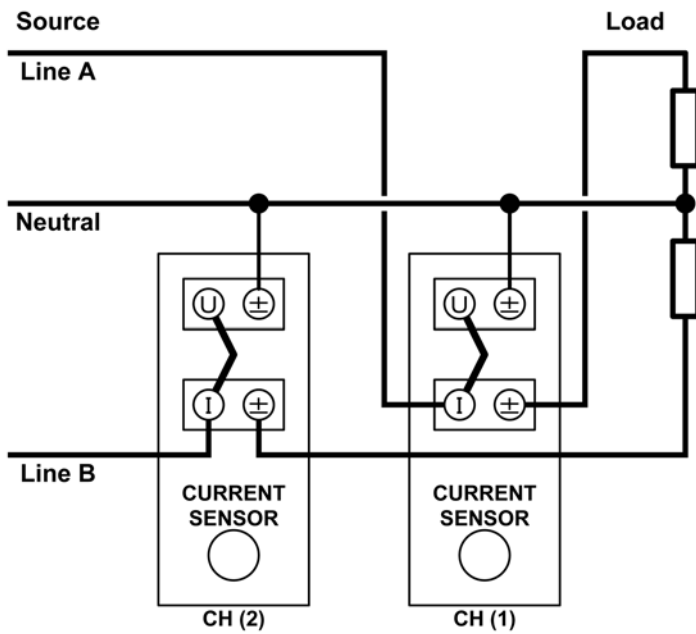 Source
Load
Line A
Neutral
U ±
U ±
I ±
I ±
Line B
CURRENT
SENSOR
CURRENT
SENSOR
CH (2)
CH (1)